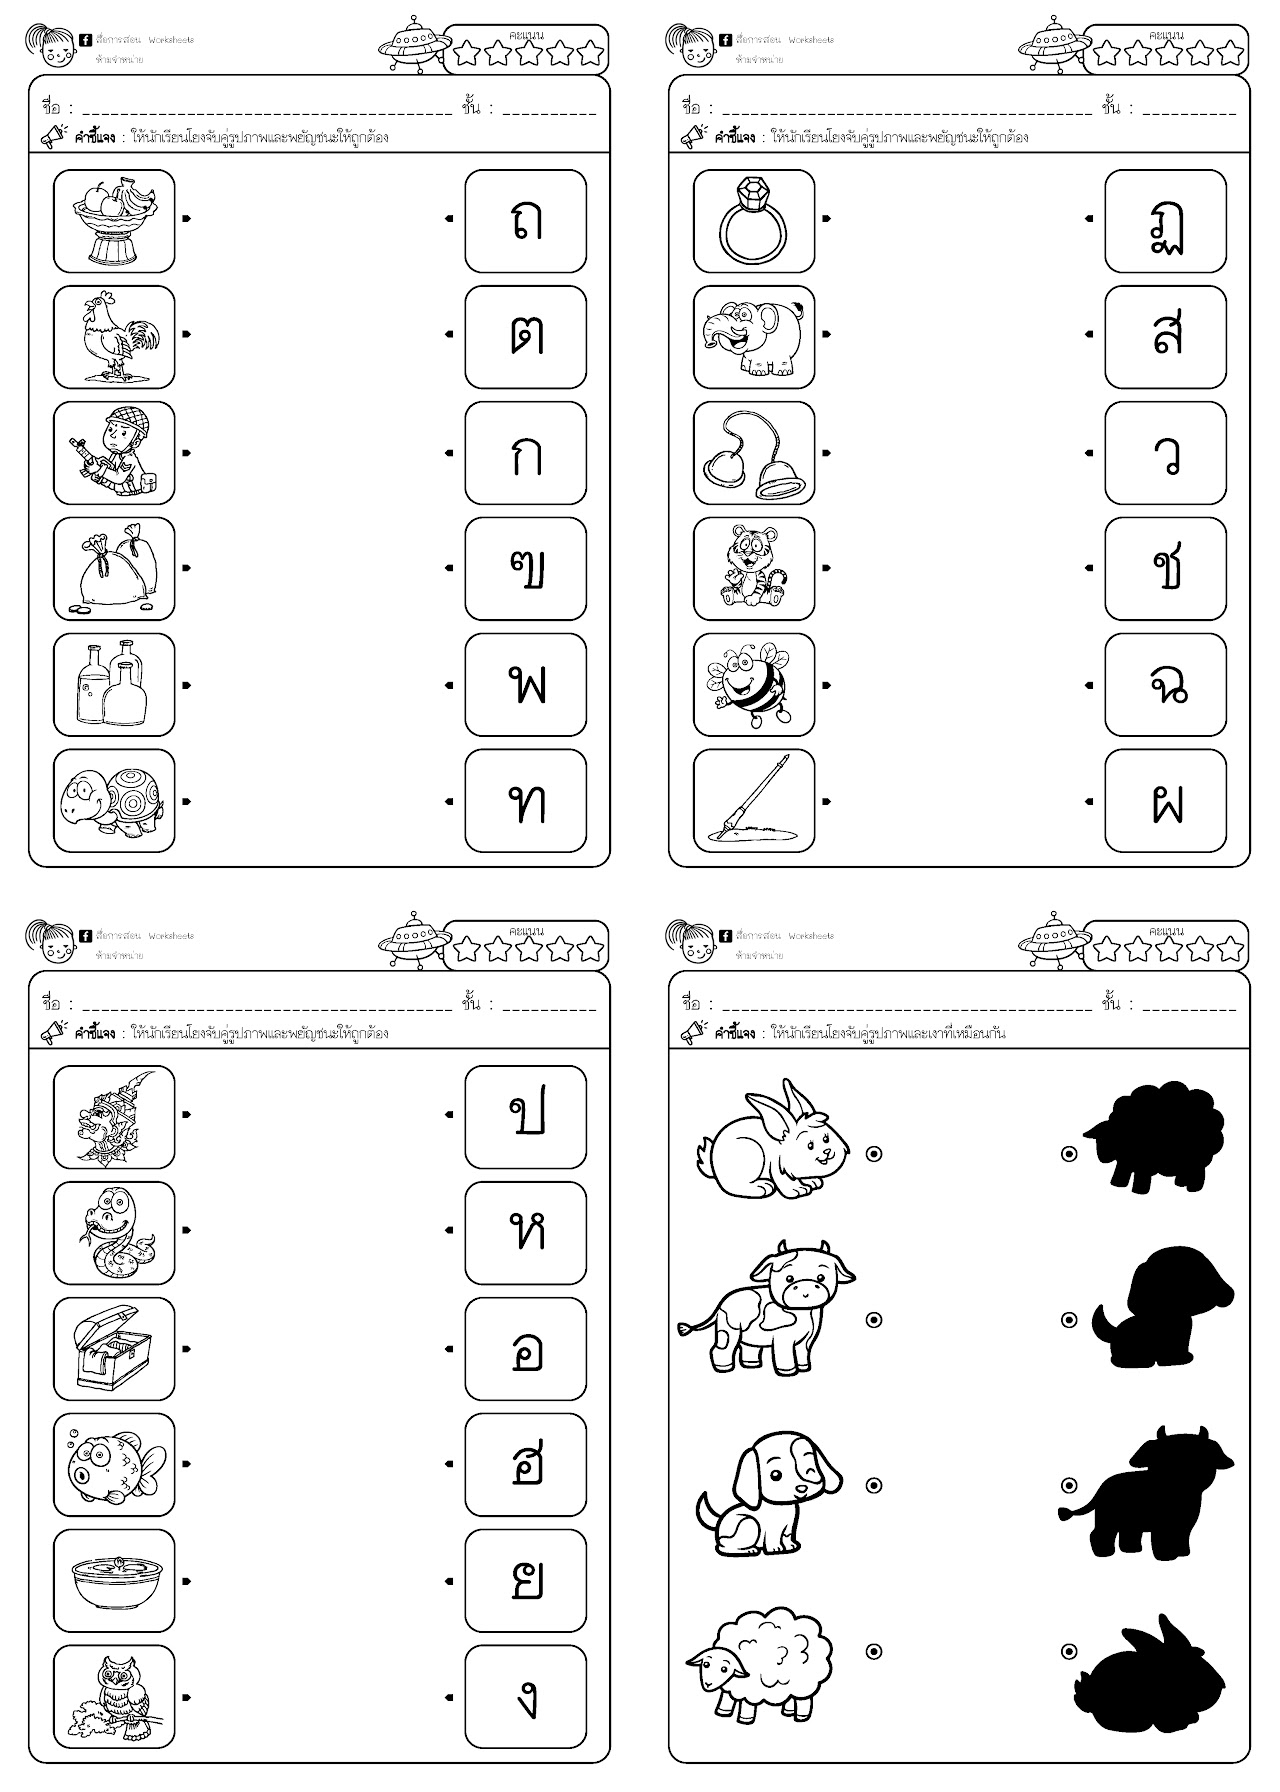 สื่อการสอน Worksheets
ห้ามจำหน่าย
คะแนน
ชื่อ : ชั้น :
คำชี้แจง : ให้นักเรียนโยงจับคู่รูปภาพและพยัญชนะให้ถูกต้อง
ถ
ต
ก
ฃ
พ
ท
สื่อการสอน Worksheets
ห้ามจำหน่าย
คะแนน
ชื่อ : ชั้น :
คำชี้แจง : ให้นักเรียนโยงจับคู่รูปภาพและพยัญชนะให้ถูกต้อง
ฏ
ส
ว
ช
ฉ
ผ
สื่อการสอน Worksheets
ห้ามจำหน่าย
คะแนน
ชื่อ : ชั้น :
คำชี้แจง : ให้นักเรียนโยงจับคู่รูปภาพและพยัญชนะให้ถูกต้อง
ป
ห
อ
ฮ
ย
ง
สื่อการสอน Worksheets
ห้ามจำหน่าย
คะแนน
ชื่อ : ชั้น :
คำชี้แจง : ให้นักเรียนโยงจับคู่รูปภาพและเงาที่เหมือนกัน